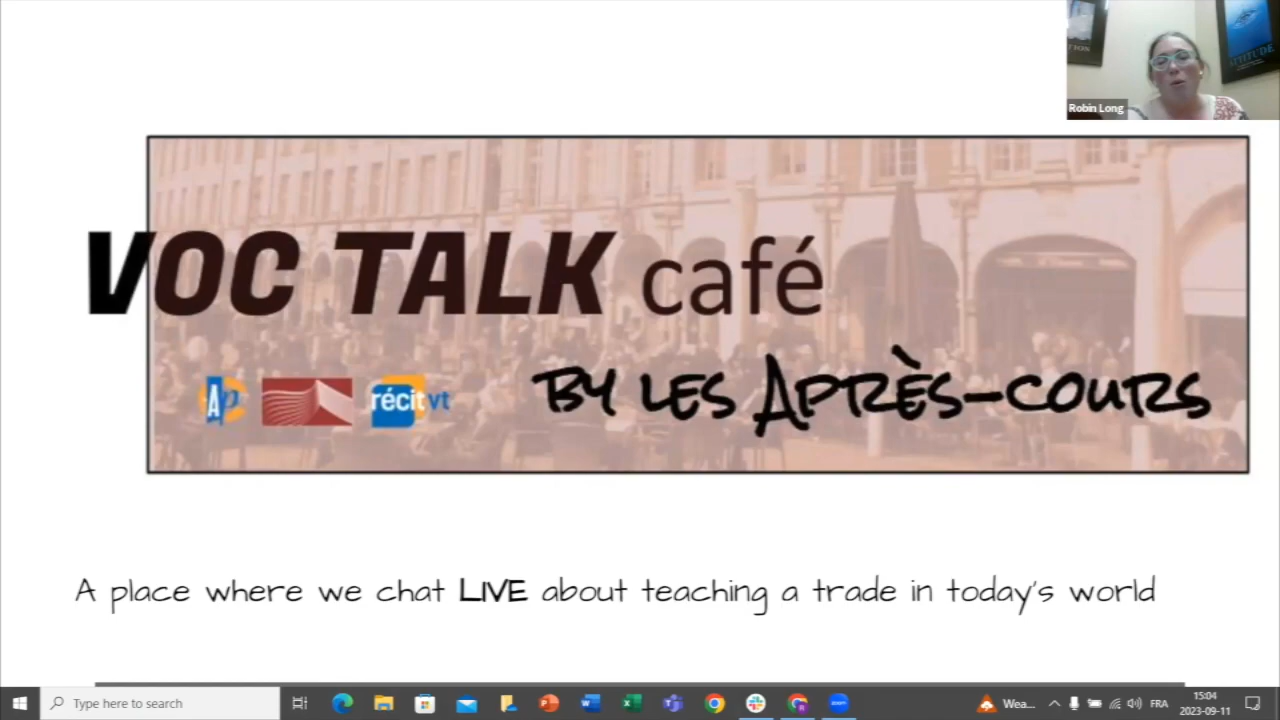 ATTITUDE
Robin Long
VOC TALK café
Ap
récit vt
BY LES APRÈS-COURS
A place where we chat LIVE about teaching a trade in today's world
Type here to search
Wea...
FRA
15:04
2023-09-11